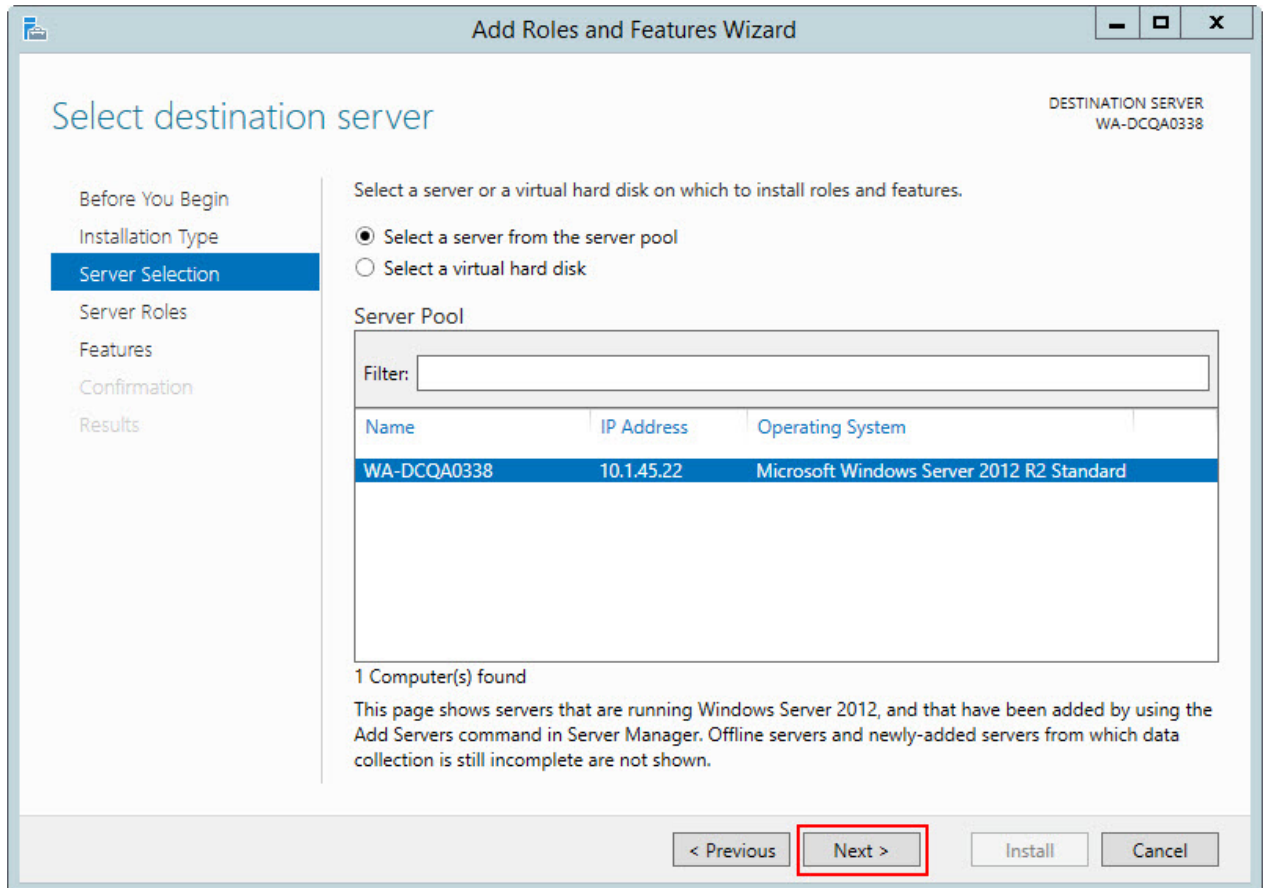 Add Roles and Features Wizard
Select destination server
DESTINATION SERVER
WA-DCQA0338
Before You Begin
Installation Type
Server Selection
Server Roles
Features
Confirmation
Results
Select a server or a virtual hard disk on which to install roles and features.
Select a server from the server pool
Select a virtual hard disk
Server Pool
Filter:
Name IP Address Operating System
WA-DCQA0338 10.1.45.22 Microsoft Windows Server 2012 R2 Standard
1 Computer(s) found
This page shows servers that are running Windows Server 2012, and that have been added by using the
Add Servers command in Server Manager. Offline servers and newly-added servers from which data
collection is still incomplete are not shown.
< Previous Next > Install Cancel